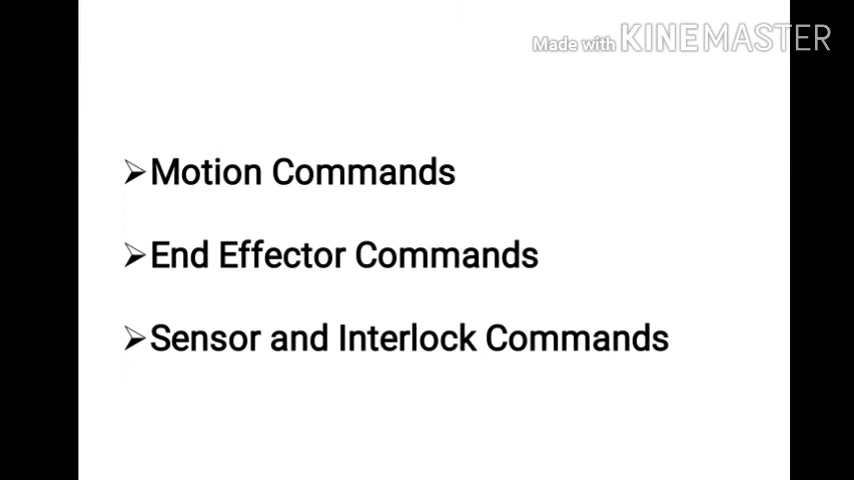 Made with KINEMASTER
➢Motion Commands
➢End Effector Commands
➢Sensor and Interlock Commands